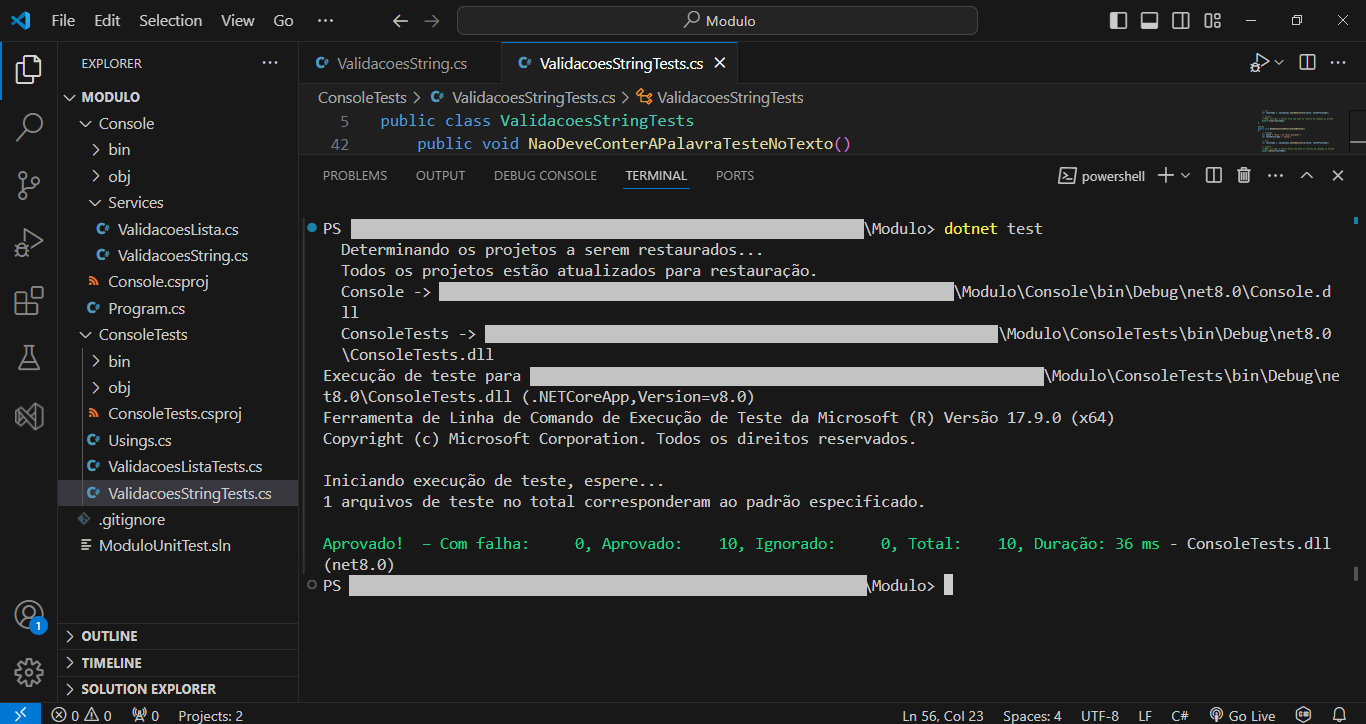 File Edit Selection View Go ··· Modulo
EXPLORER
MODULO
Console
bin
obj
Services
ValidacoesLista.cs
ValidacoesString.cs
Console.csproj
Program.cs
ConsoleTests
bin
obj
ConsoleTests.csproj
Usings.cs
ValidacoesListaTests.cs
ValidacoesStringTests.cs
.gitignore
ModuloUnitTest.sln
OUTLINE
TIMELINE
SOLUTION EXPLORER
ValidacoesString.cs ValidacoesStringTests.cs
ConsoleTests > ValidacoesStringTests.cs > ValidacoesStringTests
5 public class ValidacoesStringTests
42 public void NaoDeveConterAPalavraTesteNoTexto()
PROBLEMS OUTPUT DEBUG CONSOLE TERMINAL PORTS powershell
PS \Modulo> dotnet test
Determinando os projetos a serem restaurados...
Todos os projetos estão atualizados para restauração.
Console -> \Modulo\Console\bin\Debug\net8.0\Console.d
ll
ConsoleTests -> \Modulo\ConsoleTests\bin\Debug\net8.0
\ConsoleTests.dll
Execução de teste para \Modulo\ConsoleTests\bin\Debug\ne
t8.0\ConsoleTests.dll (.NETCoreApp,Version=v8.0)
Ferramenta de Linha de Comando de Execução de Teste da Microsoft (R) Versão 17.9.0 (x64)
Copyright (c) Microsoft Corporation. Todos os direitos reservados.
Iniciando execução de teste, espere...
1 arquivos de teste no total corresponderam ao padrão especificado.
Aprovado! – Com falha: 0, Aprovado: 10, Ignorado: 0, Total: 10, Duração: 36 ms - ConsoleTests.dll
(net8.0)
PS \Modulo>
1
0 0 0 Projects: 2 Ln 56, Col 23 Spaces: 4 UTF-8 LF C# Go Live